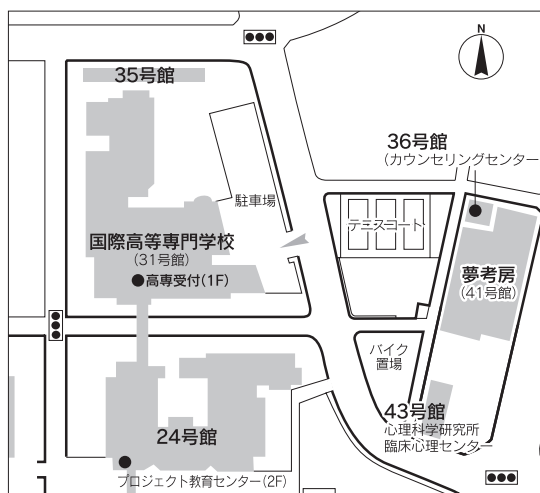 N
35号館
36号館
(カウンセリングセンター
駐車場
テニスコート
国際高等専門学校
(31号館)
高専受付(1F)
夢考房
(41号館)
バイク
置場
43号館
心理科学研究所
臨床心理センター
24号館
プロジェクト教育センター(2F)